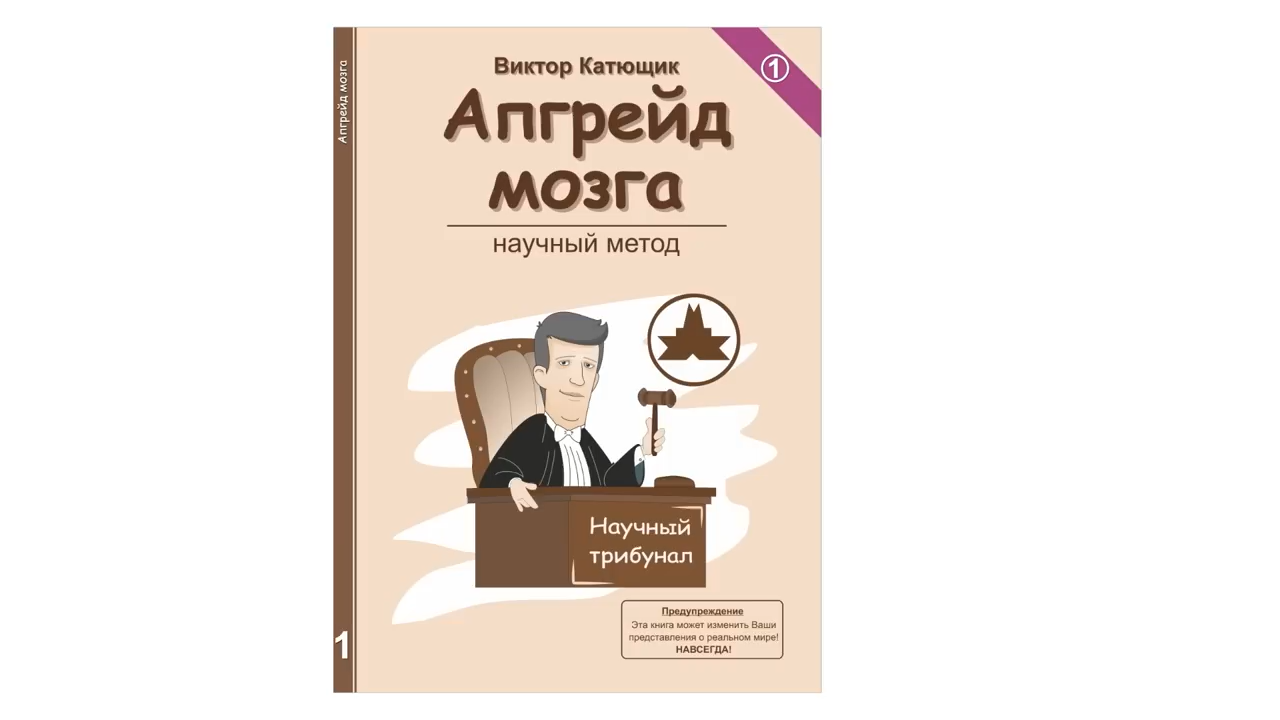 Апгрейд мозга
1
1
Виктор Катющик
Апгрейд
мозга
научный метод
Научный
трибунал
Предупреждение
Эта книга может изменить Ваши
представления о реальном мире!
НАВСЕГДА!